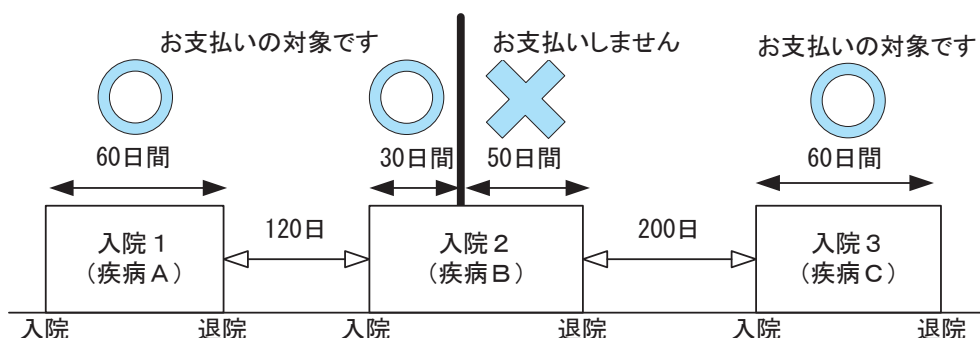 お支払いの対象です
お支払いしません
お支払いの対象です
60日間
30日間
50日間
60日間
入院1
（疾病A）
120日
入院2
（疾病B）
200日
入院3
（疾病C）
入院
退院
入院
退院
入院
退院